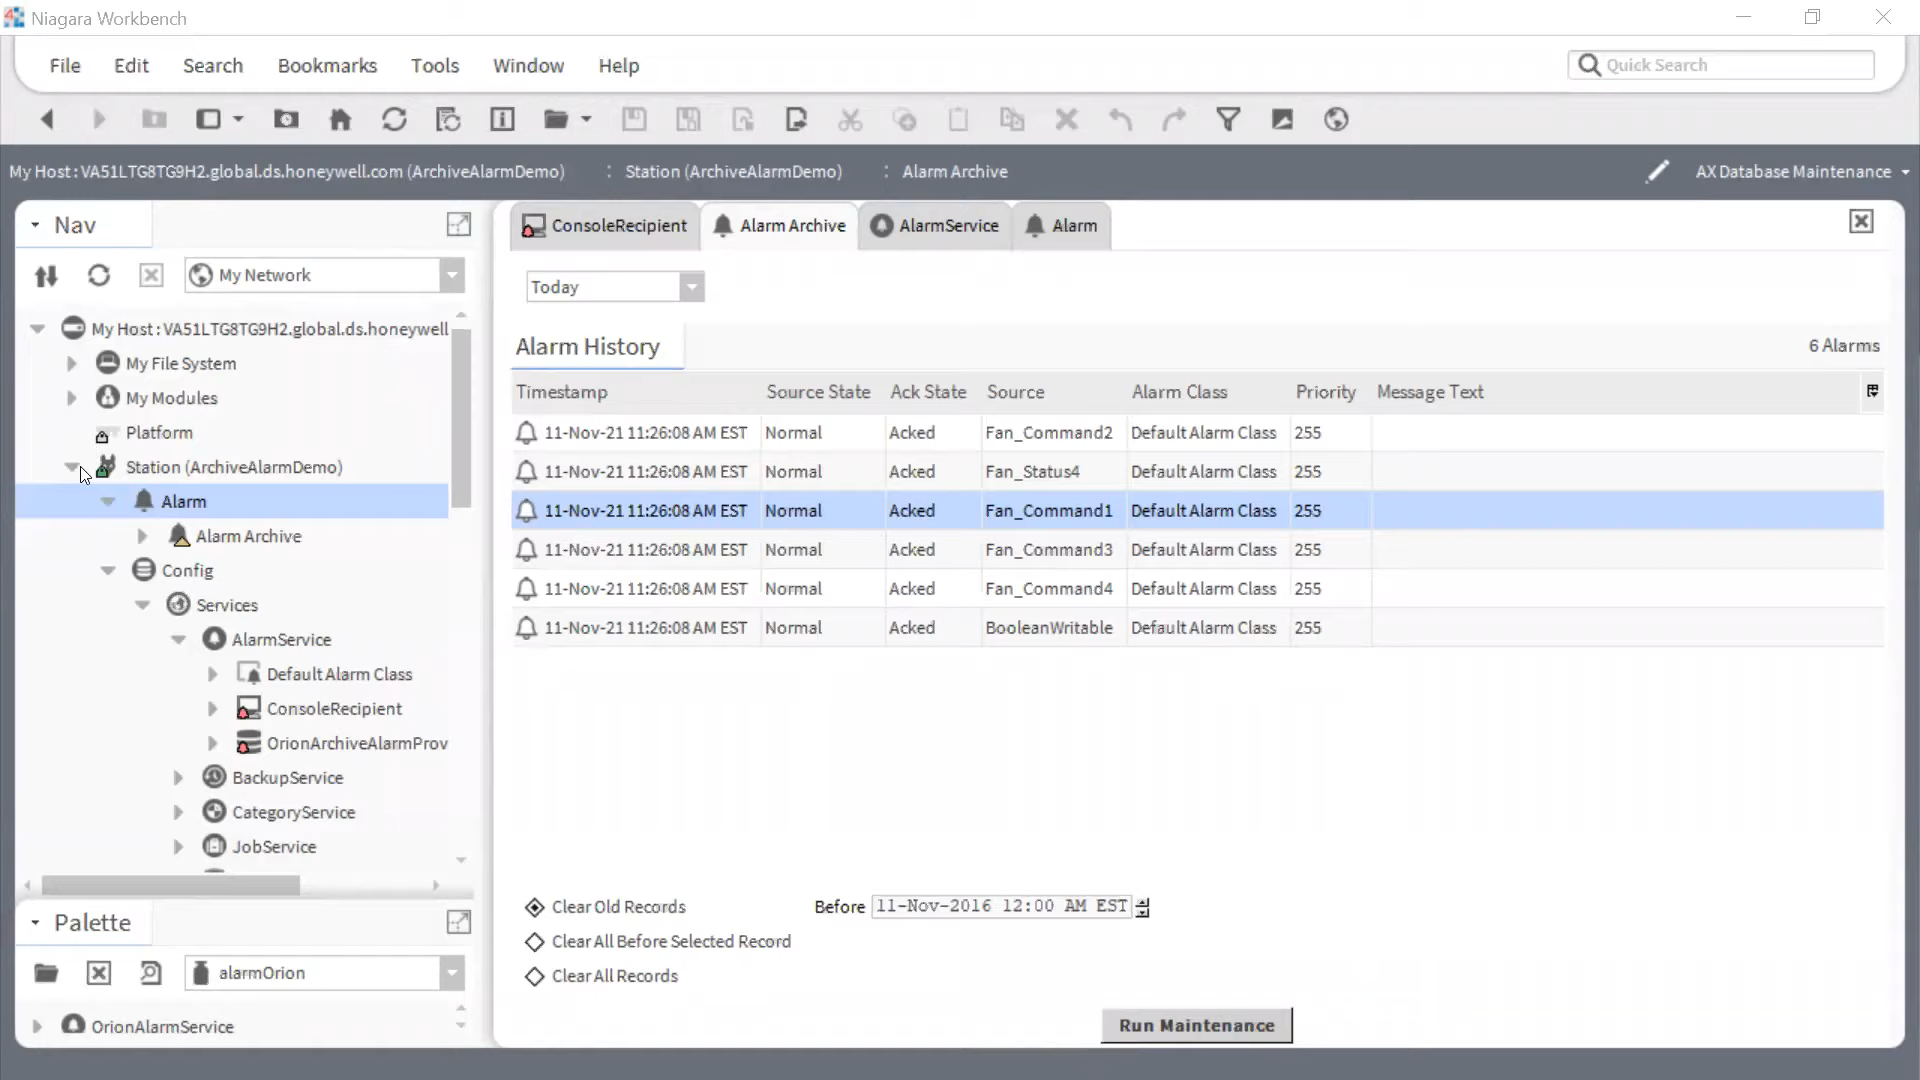 Niagara Workbench
File Edit Search Bookmarks Tools Window Help
Quick Search
My Host : VA51LTG8TG9H2.global.ds.honeywell.com (ArchiveAlarmDemo) : Station (ArchiveAlarmDemo) : Alarm Archive
AX Database Maintenance
Nav
My Network
My Host : VA51LTG8TG9H2.global.ds.honeywell
My File System
My Modules
Platform
Station (ArchiveAlarmDemo)
Alarm
Alarm Archive
Config
Services
AlarmService
Default Alarm Class
ConsoleRecipient
OrionArchiveAlarmProv
BackupService
CategoryService
JobService
Palette
alarmOrion
OrionAlarmService
ConsoleRecipient Alarm Archive AlarmService Alarm
Today
Alarm History
6 Alarms
Timestamp Source State Ack State Source Alarm Class Priority Message Text
11-Nov-21 11:26:08 AM EST Normal Acked Fan_Command2 Default Alarm Class 255
11-Nov-21 11:26:08 AM EST Normal Acked Fan_Status4 Default Alarm Class 255
11-Nov-21 11:26:08 AM EST Normal Acked Fan_Command1 Default Alarm Class 255
11-Nov-21 11:26:08 AM EST Normal Acked Fan_Command3 Default Alarm Class 255
11-Nov-21 11:26:08 AM EST Normal Acked Fan_Command4 Default Alarm Class 255
11-Nov-21 11:26:08 AM EST Normal Acked BooleanWritable Default Alarm Class 255
Clear Old Records Before 11-Nov-2016 12:00 AM EST
Clear All Before Selected Record
Clear All Records
Run Maintenance